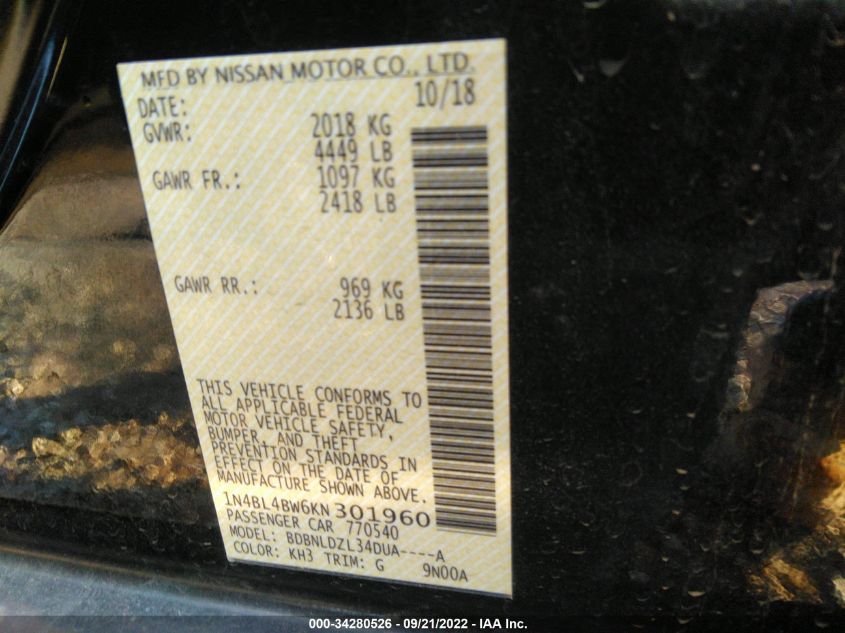 MFD BY NISSAN MOTOR CO., LTD.
DATE: 10/18
GVWR: 2018 KG
4449 LB
GAWR FR.: 1097 KG
2418 LB
GAWR RR.: 969 KG
2136 LB
THIS VEHICLE CONFORMS TO
ALL APPLICABLE FEDERAL
MOTOR VEHICLE SAFETY,
BUMPER, AND THEFT
PREVENTION STANDARDS IN
EFFECT ON THE DATE OF
MANUFACTURE SHOWN ABOVE.
1N4BL4BW6KN301960
PASSENGER CAR 770540
MODEL: BDBNLDZL34DUA----A
COLOR: KH3 TRIM: G 9N00A
000-34280526 - 09/21/2022 - IAA Inc.